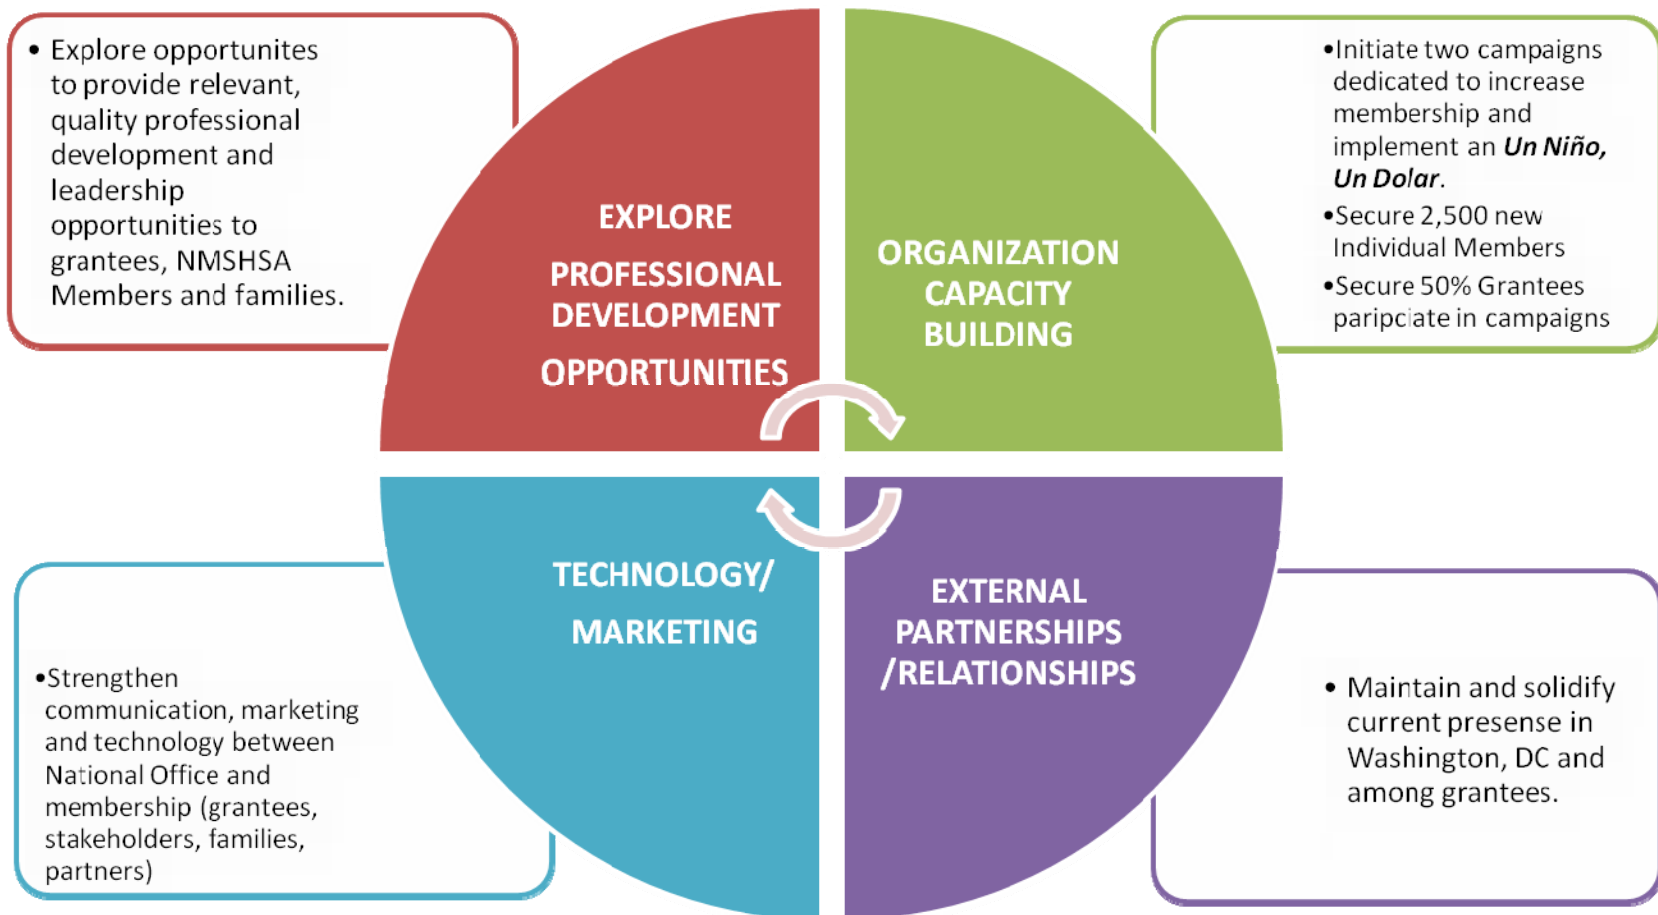 • Explore opportunites
to provide relevant,
quality professional
development and
leadership
opportunities to
grantees, NMSHSA
Members and families.
EXPLORE
PROFESSIONAL
DEVELOPMENT
OPPORTUNITIES
ORGANIZATION
CAPACITY
BUILDING
•Initiate two campaigns
dedicated to increase
membership and
implement an Un Niño,
Un Dolar.
•Secure 2,500 new
Individual Members
•Secure 50% Grantees
paripciate in campaigns
•Strengthen
communication, marketing
and technology between
National Office and
membership (grantees,
stakeholders, families,
partners)
TECHNOLOGY/
MARKETING
EXTERNAL
PARTNERSHIPS
/RELATIONSHIPS
• Maintain and solidify
current presense in
Washington, DC and
among grantees.